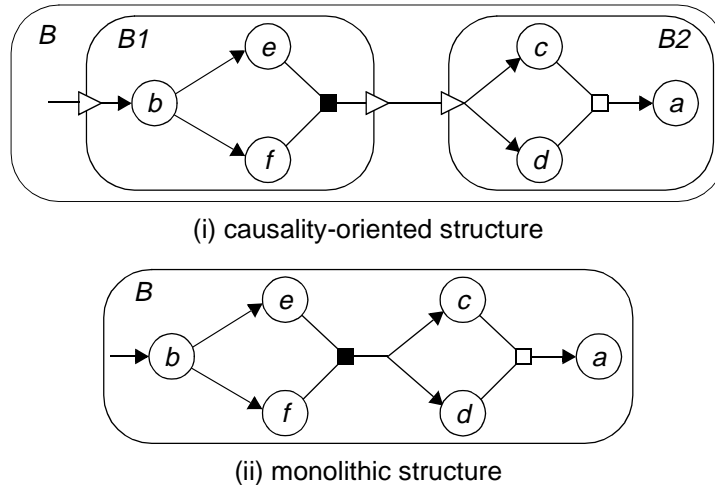 B
B1
B2
e
c
b
a
f
d
(i) causality-oriented structure
B
e
c
b
a
f
d
(ii) monolithic structure